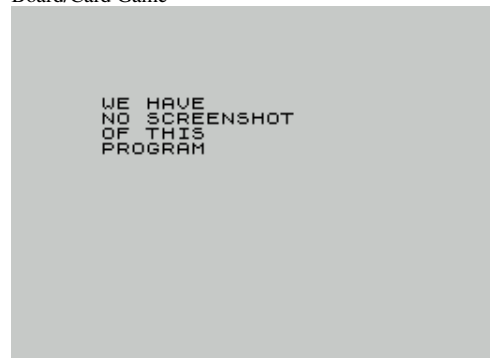 Board/Card Game
WE HAVE
NO SCREENSHOT
OF THIS
PROGRAM